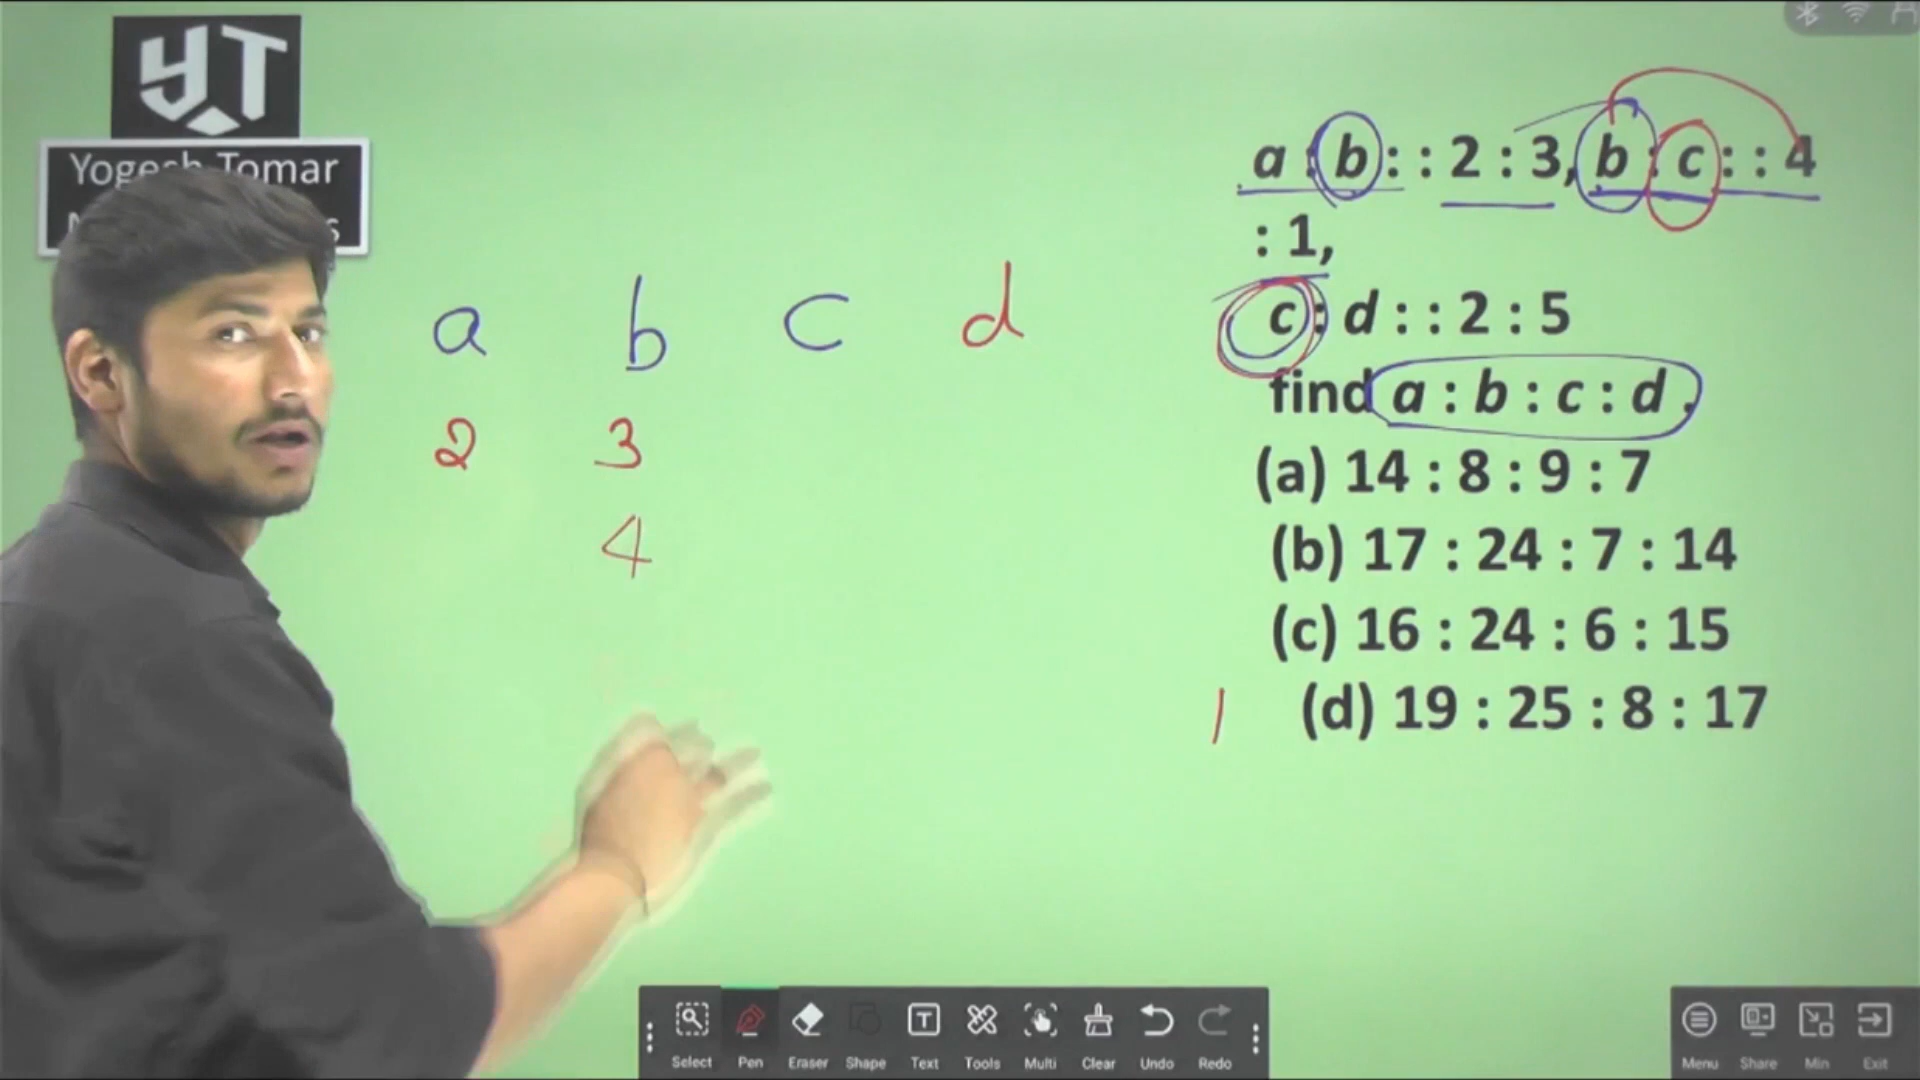 YT
Yogesh Tomar
a : b : : 2 : 3, b : c : : 4
: 1,
c : d : : 2 : 5
find a : b : c : d .
(a) 14 : 8 : 9 : 7
(b) 17 : 24 : 7 : 14
(c) 16 : 24 : 6 : 15
(d) 19 : 25 : 8 : 17
a b c d
2 3
4
1
Select Pen Eraser Shape Text Tools Multi Clear Undo Redo
Menu Share Min Exit